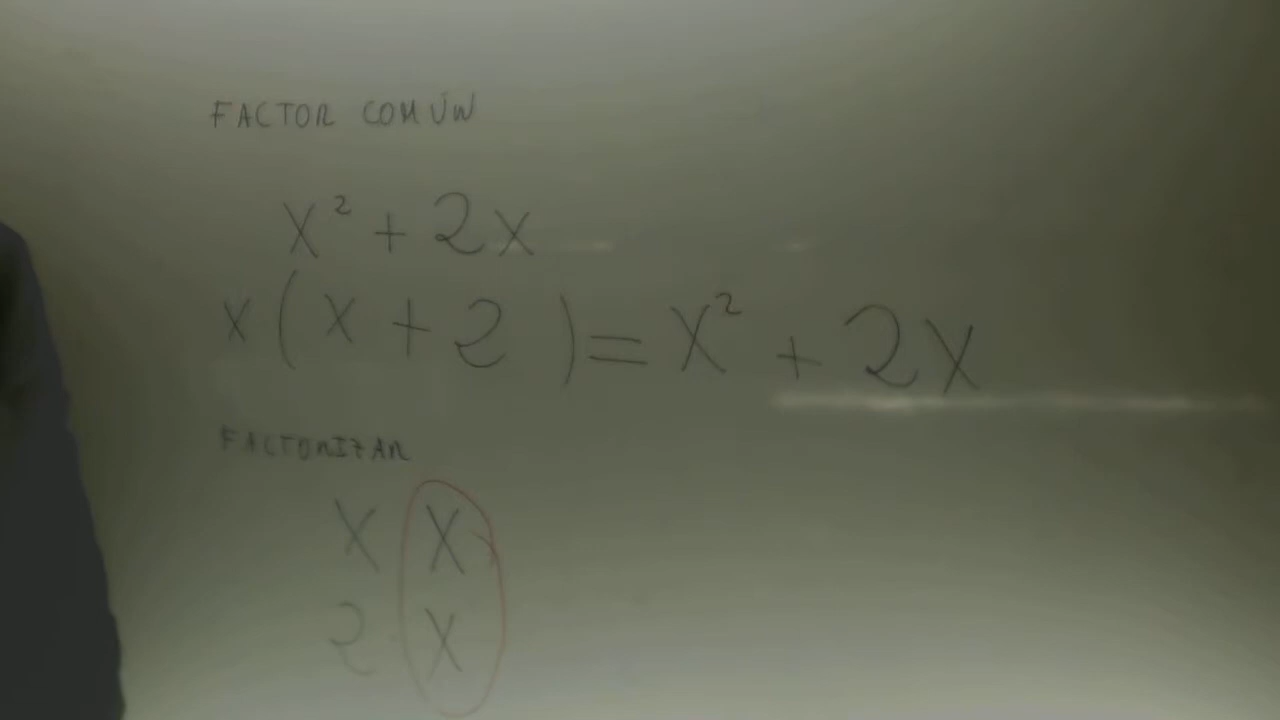 FACTOR COMÚN
x² + 2x
x(x + 2) = x² + 2x
FACTORIZAR
x x
2 x